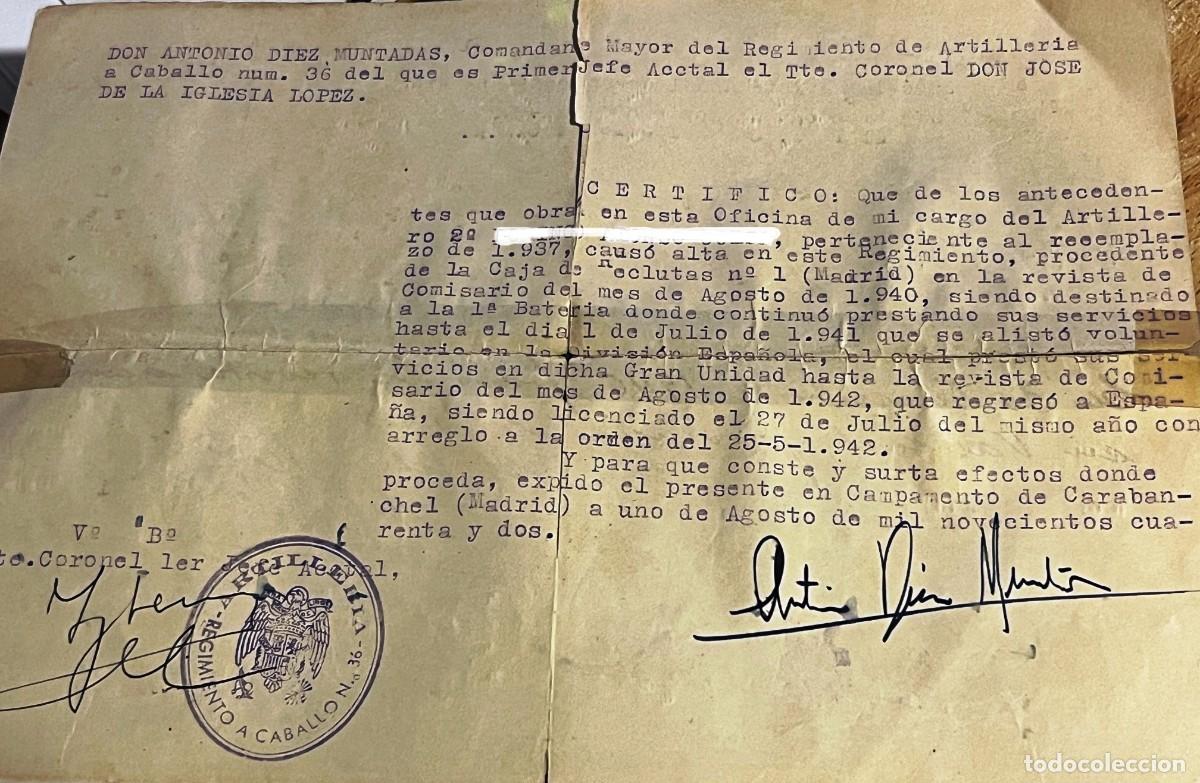 DON ANTONIO DIEZ MUNTADAS, Comandan e Mayor del Regi iento de Artilleria
a Caballo num. 36 del que es Primer Jefe Acctal el Tte. Coronel DON JOSE
DE LA IGLESIA LOPEZ.
C E R T I F I C O: Que de los anteceden-
tes que obra en esta Oficina de mi cargo del Artille-
ro 2º , perteneciente al reeempla-
zo de 1.937, causó alta en este Regimiento, procedente
de la Caja de Reclutas nº 1 (Madrid) en la revista de
Comisario del mes de Agosto de 1.940, siendo destinado
a la 1ª Bateria donde continuó prestando sus servicios
hasta el dia 1 de Julio de 1.941 que se alistó volun-
tario en la División Española, el cual prestó sus ser
vicios en dicha Gran Unidad hasta la revista de Comi-
sario del mes de Agosto de 1.942, que regresó a Espa-
ña, siendo licenciado el 27 de Julio del mismo año con
arreglo a la orden del 25-5-1.942.
Y para que conste y surta efectos donde
proceda, expido el presente en Campamento de Caraban-
chel (Madrid) a uno de Agosto de mil novecientos cua-
renta y dos.
Vº Bº
te.Coronel 1er Jefe Acctal,
ARTILLERIA
REGIMIENTO A CABALLO N.º 36
Antonio Diez Muntadas
todocoleccion